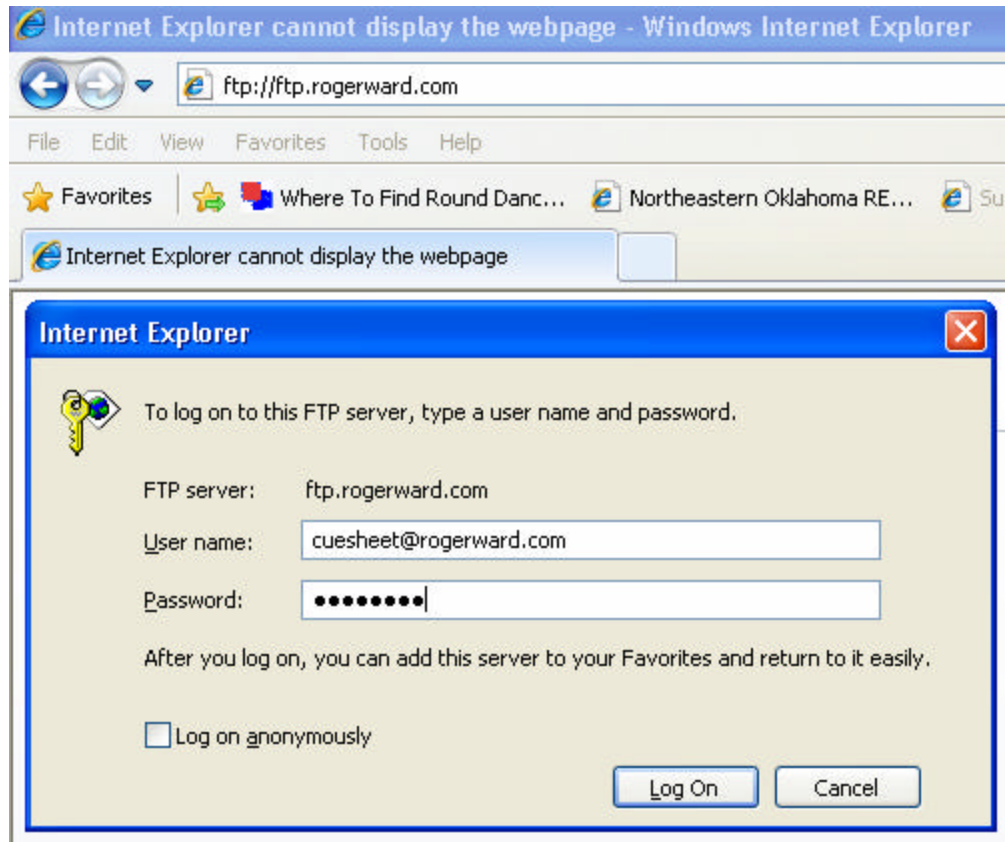 Internet Explorer cannot display the webpage - Windows Internet Explorer
ftp://ftp.rogerward.com
File Edit View Favorites Tools Help
Favorites Where To Find Round Danc... Northeastern Oklahoma RE... Su
Internet Explorer cannot display the webpage
Internet Explorer
To log on to this FTP server, type a user name and password.
FTP server: ftp.rogerward.com
User name: cuesheet@rogerward.com
Password: ●●●●●●●●
After you log on, you can add this server to your Favorites and return to it easily.
Log on anonymously
Log On Cancel